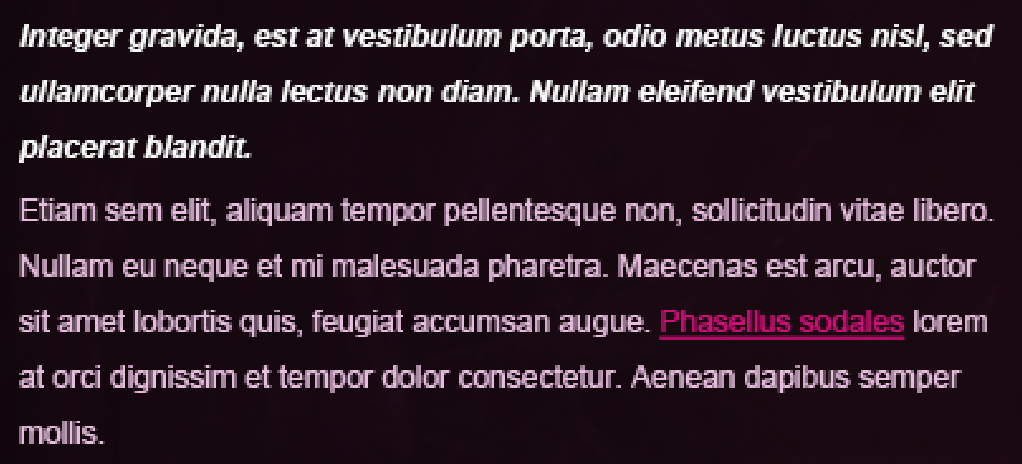 Integer gravida, est at vestibulum porta, odio metus luctus nisl, sed
ullamcorper nulla lectus non diam. Nullam eleifend vestibulum elit
placerat blandit.
Etiam sem elit, aliquam tempor pellentesque non, sollicitudin vitae libero.
Nullam eu neque et mi malesuada pharetra. Maecenas est arcu, auctor
sit amet lobortis quis, feugiat accumsan augue. Phasellus sodales lorem
at orci dignissim et tempor dolor consectetur. Aenean dapibus semper
mollis.